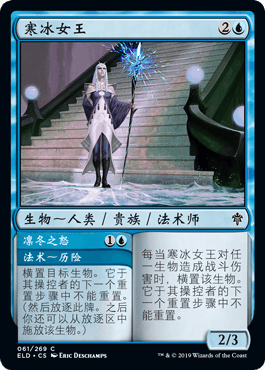 寒冰女王 2
生物～人类 / 贵族 / 法术师
凛冬之怒 1
法术～历险
横置目标生物。它于
其操控者的下一个重
置步骤中不能重置。
(然后放逐此牌。之后
你还可以从放逐区中
施放该生物。)
每当寒冰女王对任
一生物造成战斗伤
害时，横置该生物。
它于其操控者的下
一个重置步骤中不
能重置。
2/3
061/269 C
ELD • CS ERIC DESCHAMPS
™ & © 2019 Wizards of the Coast